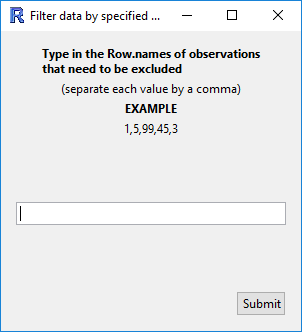 Filter data by specified ...
Type in the Row.names of observations
that need to be excluded
(separate each value by a comma)
EXAMPLE
1,5,99,45,3
Submit